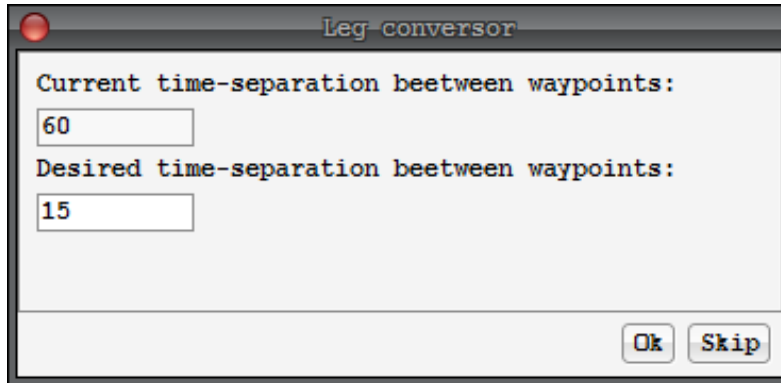 Leg conversor
Current time-separation beetween waypoints:
60
Desired time-separation beetween waypoints:
15
Ok Skip